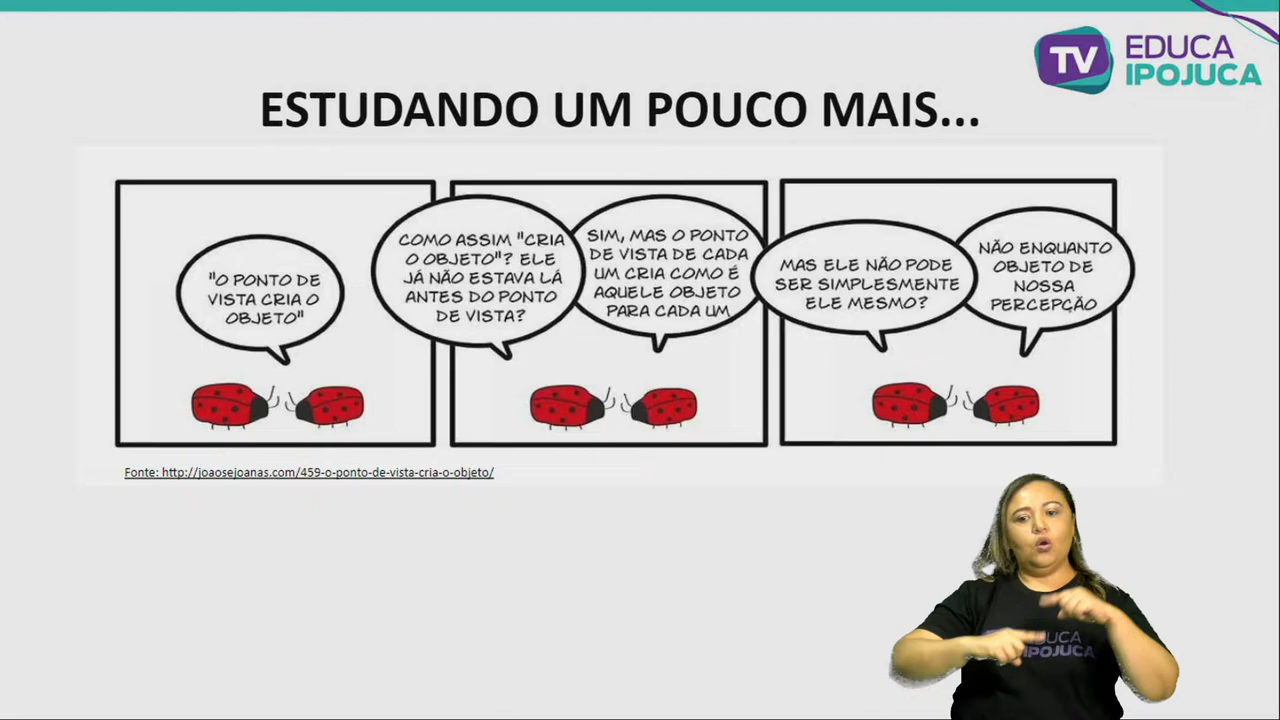 TV
EDUCA
IPOJUCA
ESTUDANDO UM POUCO MAIS...
"O PONTO DE
VISTA CRIA O
OBJETO"
COMO ASSIM "CRIA
O OBJETO"? ELE
JÁ NÃO ESTAVA LÁ
ANTES DO PONTO
DE VISTA?
SIM, MAS O PONTO
DE VISTA DE CADA
UM CRIA COMO É
AQUELE OBJETO
PARA CADA UM
MAS ELE NÃO PODE
SER SIMPLESMENTE
ELE MESMO?
NÃO ENQUANTO
OBJETO DE
NOSSA
PERCEPÇÃO
Fonte: http://joaosejoanas.com/459-o-ponto-de-vista-cria-o-objeto/
EDUCA
IPOJUCA